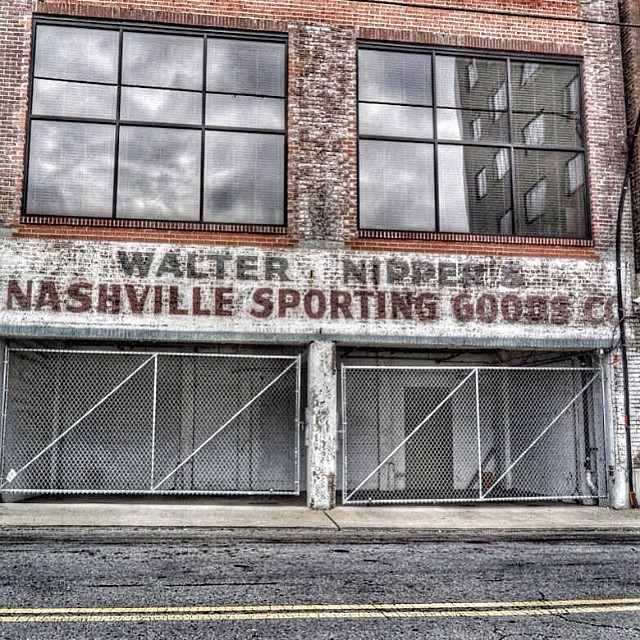 WALTER NIPPER'S
NASHVILLE SPORTING GOODS CO